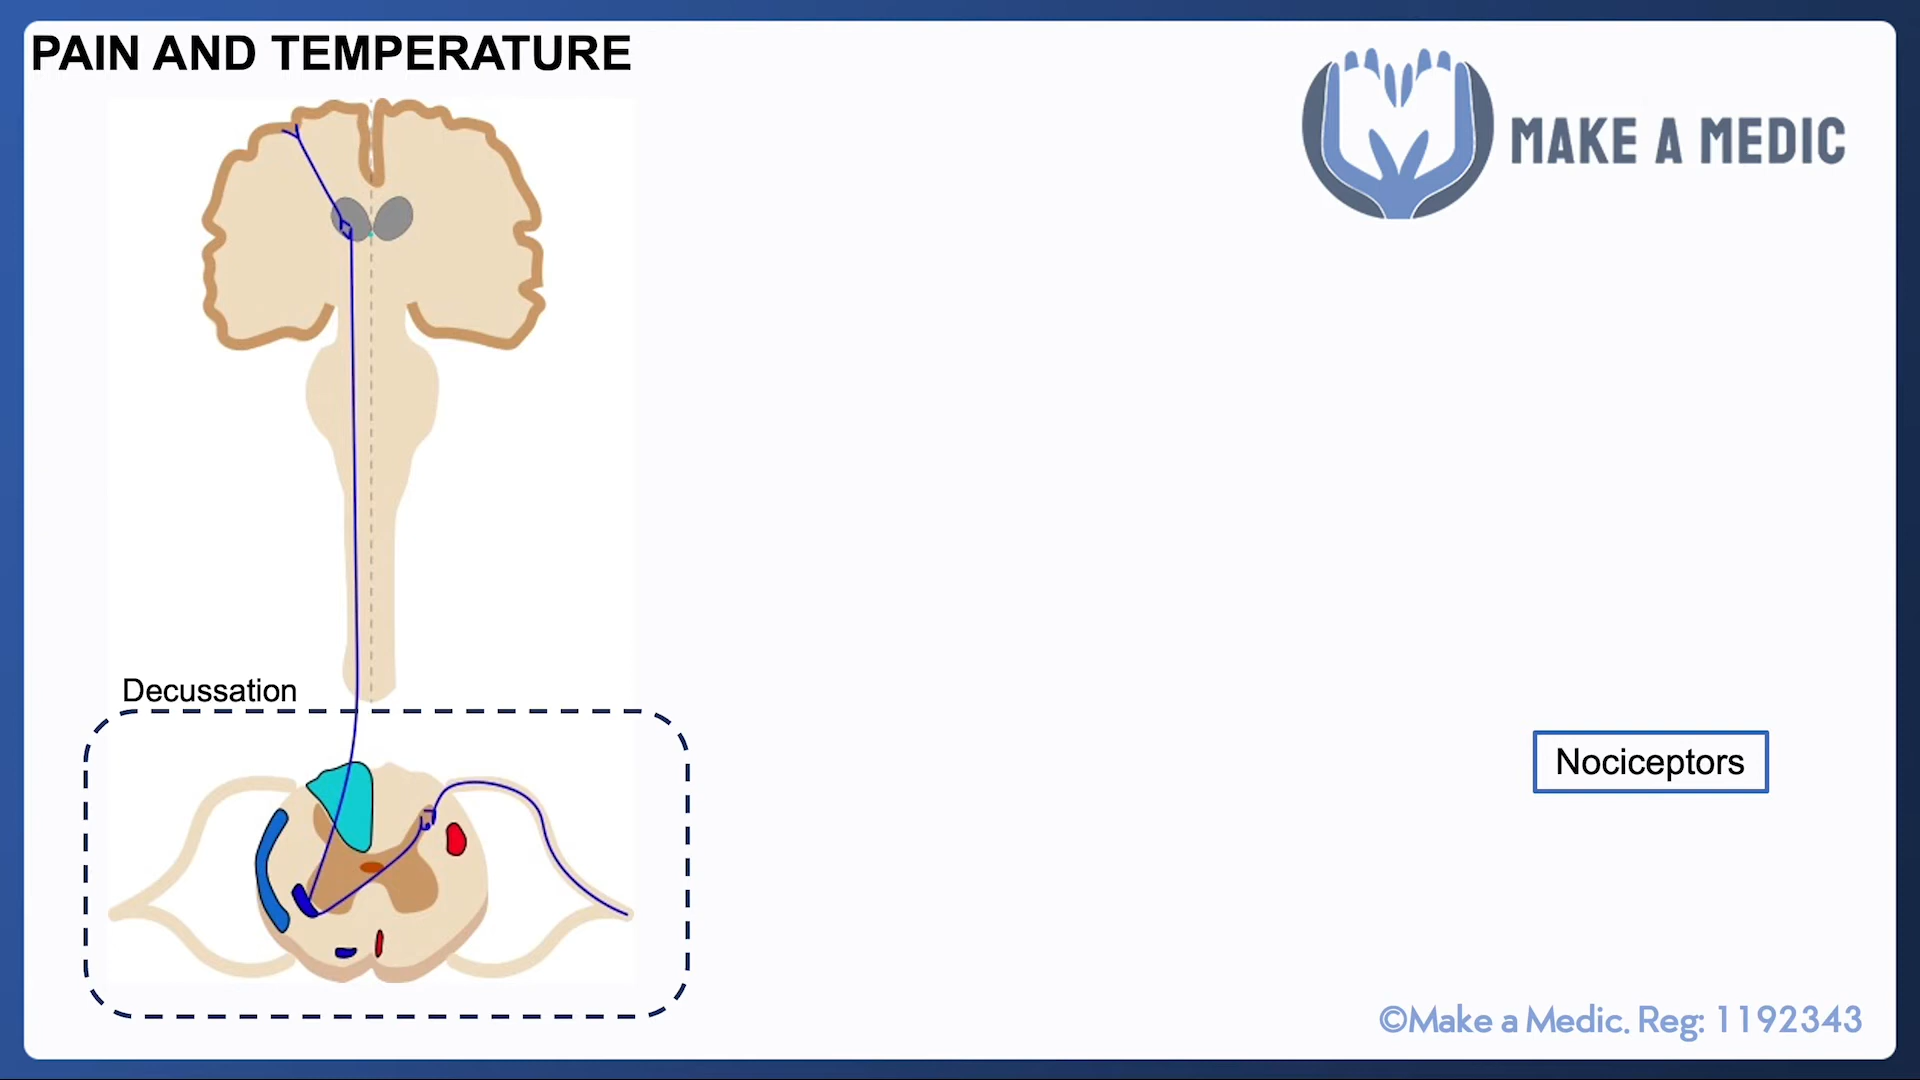 PAIN AND TEMPERATURE
MAKE A MEDIC
Decussation
Nociceptors
©Make a Medic. Reg: 1192343